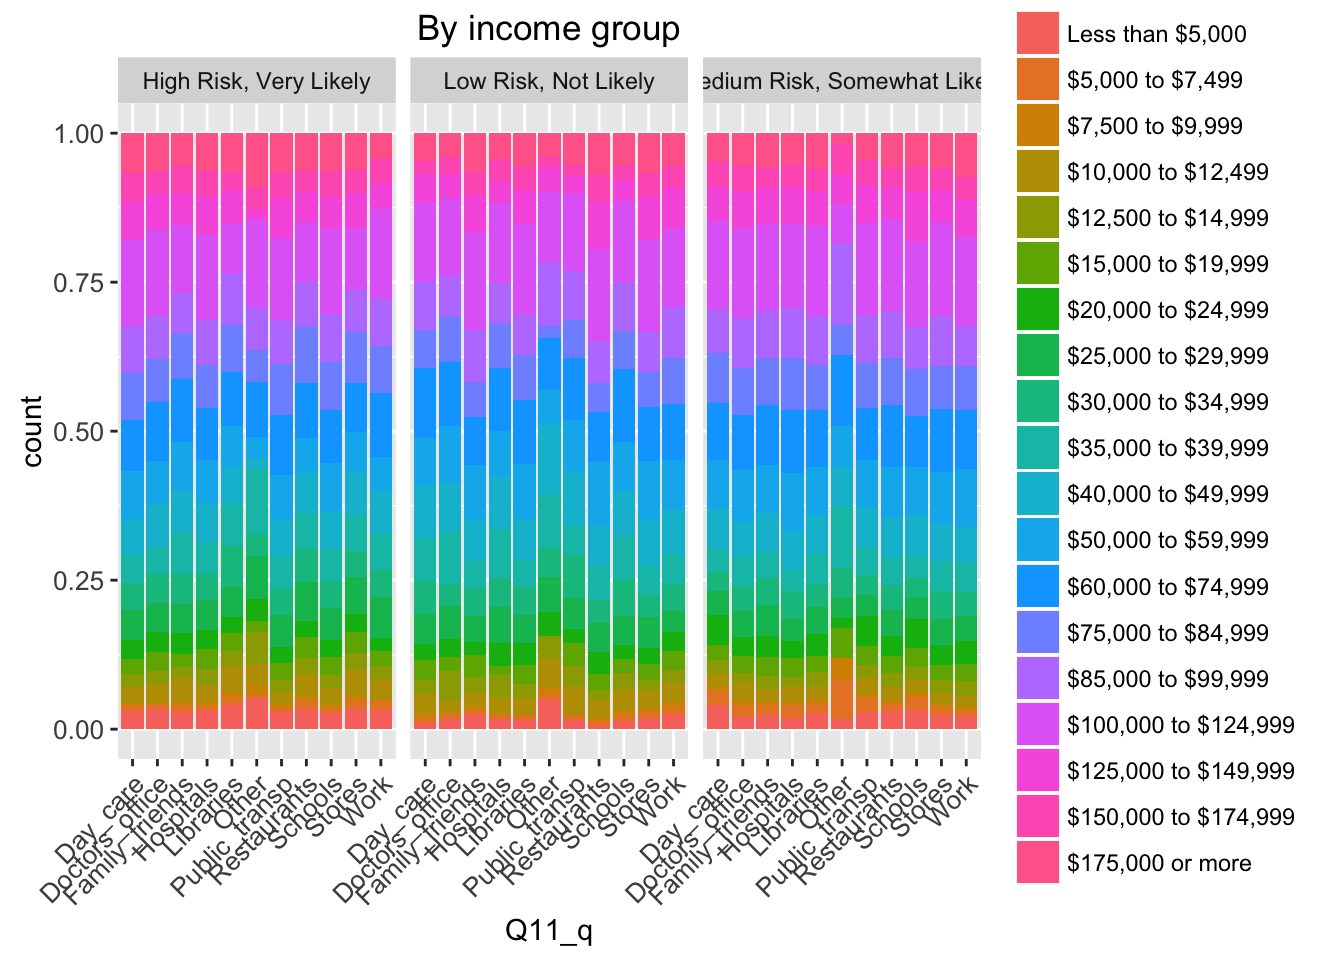 By income group
High Risk, Very Likely
Low Risk, Not Likely
edium Risk, Somewhat Like
count
1.00
0.75
0.50
0.25
0.00
Day_care
Doctors_office
Family_friends
Hospitals
Libraries
Other
Public_transp
Restaurants
Schools
Stores
Work
Day_care
Doctors_office
Family_friends
Hospitals
Libraries
Other
Public_transp
Restaurants
Schools
Stores
Work
Day_care
Doctors_office
Family_friends
Hospitals
Libraries
Other
Public_transp
Restaurants
Schools
Stores
Work
Q11_q
Less than $5,000
$5,000 to $7,499
$7,500 to $9,999
$10,000 to $12,499
$12,500 to $14,999
$15,000 to $19,999
$20,000 to $24,999
$25,000 to $29,999
$30,000 to $34,999
$35,000 to $39,999
$40,000 to $49,999
$50,000 to $59,999
$60,000 to $74,999
$75,000 to $84,999
$85,000 to $99,999
$100,000 to $124,999
$125,000 to $149,999
$150,000 to $174,999
$175,000 or more